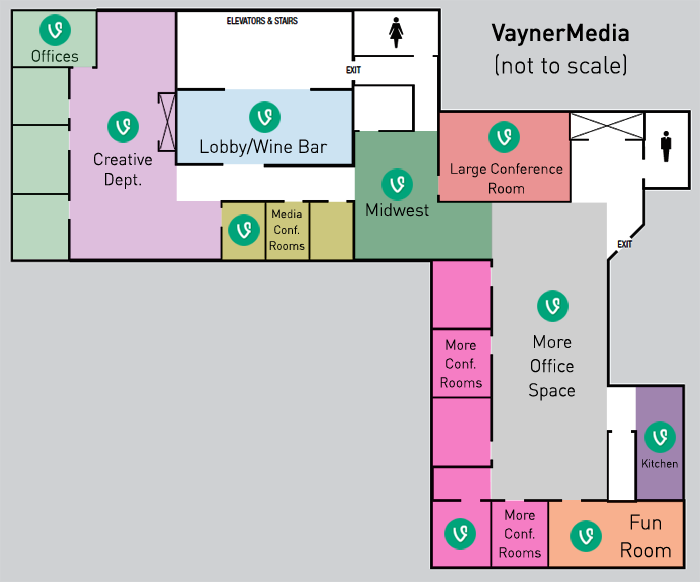 VaynerMedia
(not to scale)
ELEVATORS & STAIRS
EXIT
Offices
Creative
Dept.
Lobby/Wine Bar
Media
Conf.
Rooms
Midwest
Large Conference
Room
EXIT
More
Office
Space
More
Conf.
Rooms
Kitchen
More
Conf.
Rooms
Fun
Room